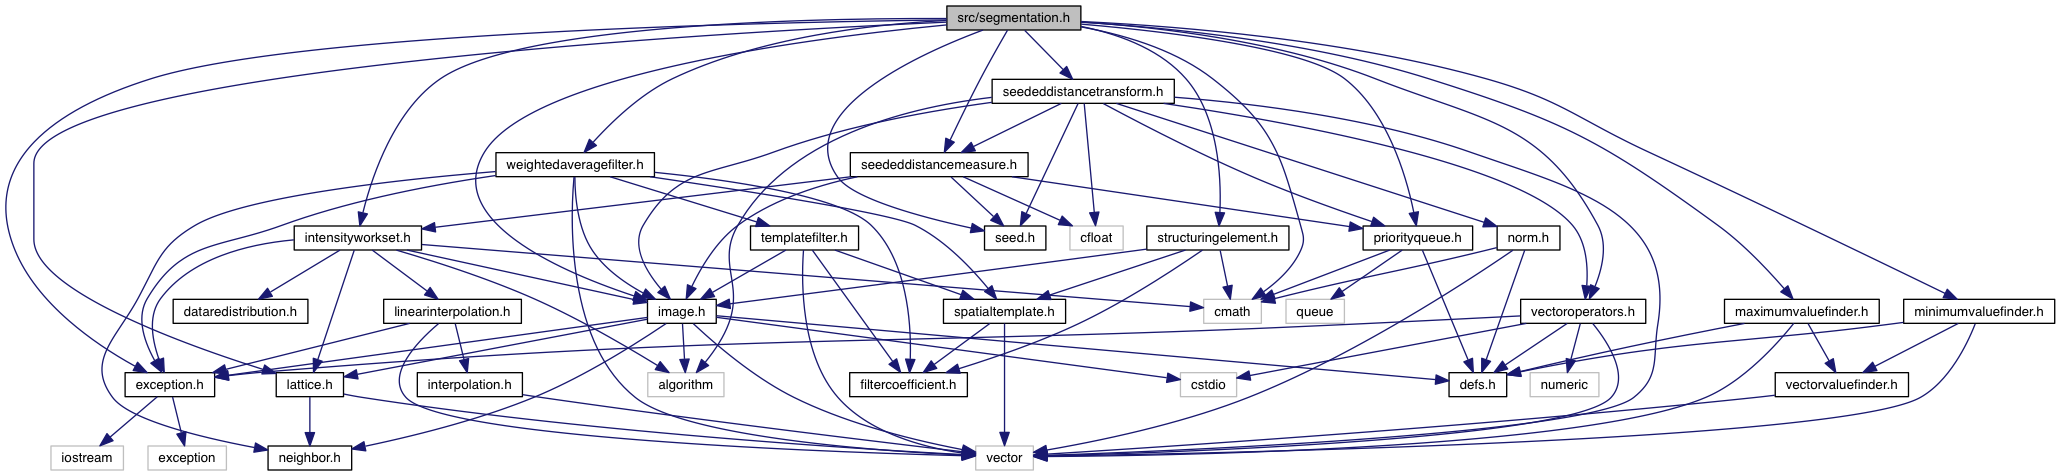 src/segmentation.h
seededdistancetransform.h
weightedaveragefilter.h
seededdistancemeasure.h
intensityworkset.h
templatefilter.h
seed.h
cfloat
structuringelement.h
priorityqueue.h
norm.h
dataredistribution.h
linearinterpolation.h
image.h
spatialtemplate.h
cmath
queue
vectoroperators.h
maximumvaluefinder.h
minimumvaluefinder.h
exception.h
lattice.h
interpolation.h
algorithm
filtercoefficient.h
cstdio
defs.h
numeric
vectorvaluefinder.h
iostream
exception
neighbor.h
vector